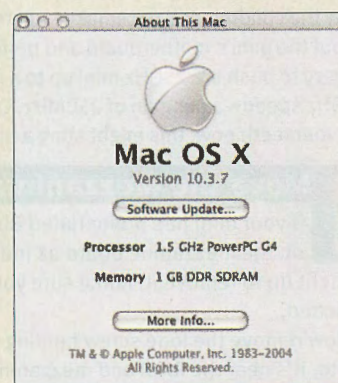 About This Mac
Mac OS X
Version 10.3.7
Software Update...
Processor 1.5 GHz PowerPC G4
Memory 1 GB DDR SDRAM
More Info...
TM & © Apple Computer, Inc. 1983–2004
All Rights Reserved.